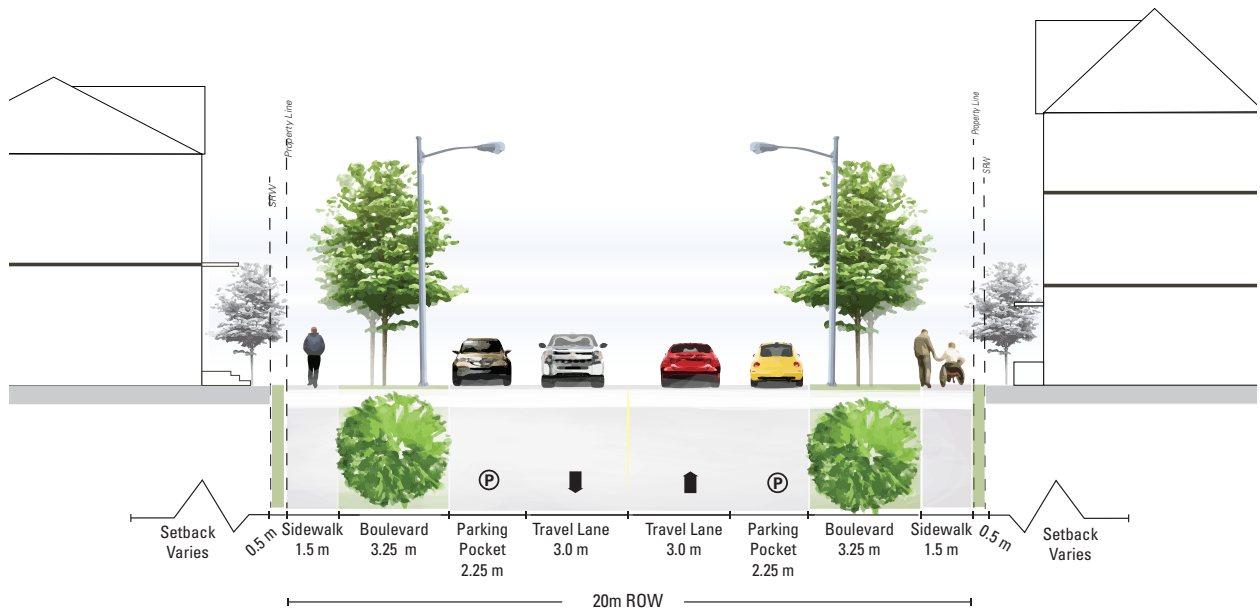 SRW
Property Line
Property Line
SRW
P
P
Setback
Varies
0.5 m
Sidewalk
1.5 m
Boulevard
3.25 m
Parking
Pocket
2.25 m
Travel Lane
3.0 m
Travel Lane
3.0 m
Parking
Pocket
2.25 m
Boulevard
3.25 m
Sidewalk
1.5 m
0.5 m
Setback
Varies
20m ROW